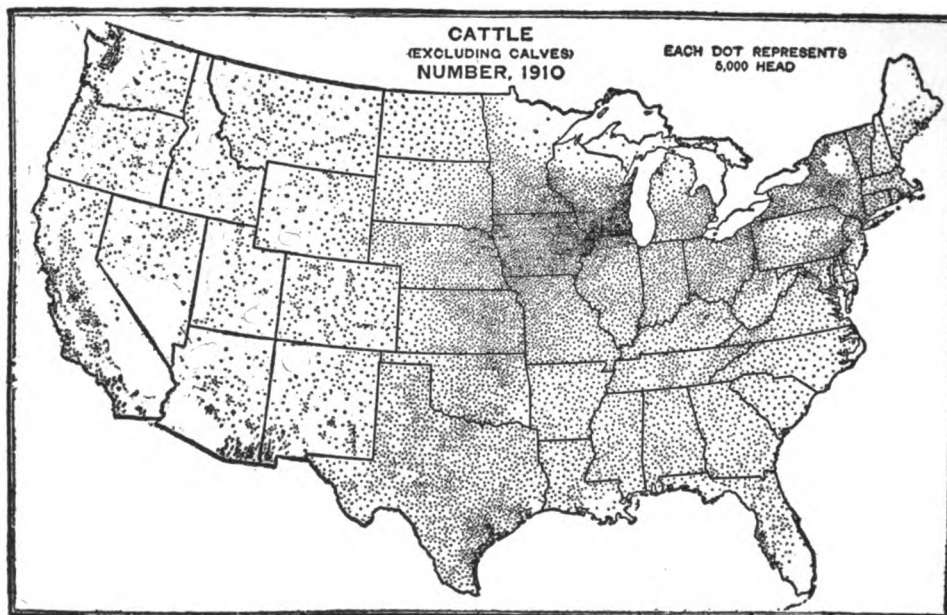 CATTLE
(EXCLUDING CALVES)
NUMBER, 1910
EACH DOT REPRESENTS
5,000 HEAD